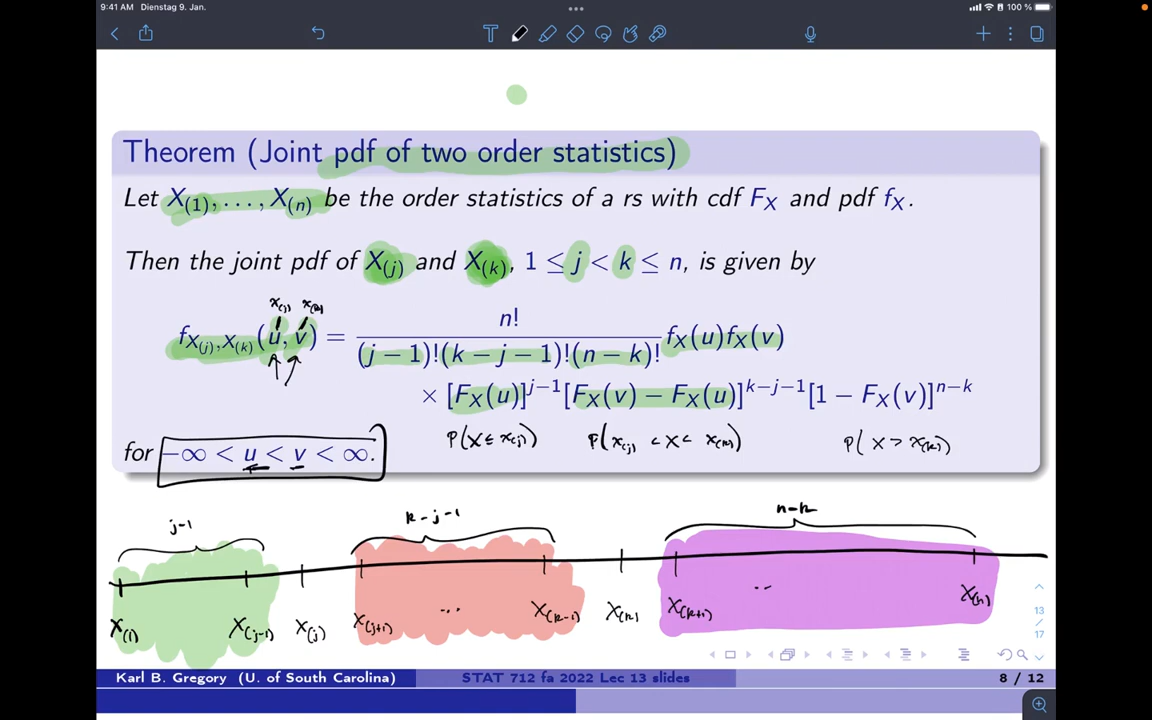 9:41 AM Dienstag 9. Jan.
100 %
Theorem (Joint pdf of two order statistics)
Let X(1), . . . , X(n) be the order statistics of a rs with cdf FX and pdf fX.
Then the joint pdf of X(j) and X(k), 1 ≤ j < k ≤ n, is given by
x(j) x(k)
fX(j),X(k)(u, v) = n! / (j − 1)!(k − j − 1)!(n − k)! fX(u)fX(v)
× [FX(u)]^j−1 [FX(v) − FX(u)]^k−j−1 [1 − FX(v)]^n−k
P(X ≤ x(j)) P(x(j) < X < x(k)) P(X > x(k))
for −∞ < u < v < ∞.
j-1 k-j-1 n-k
X(1) X(j-1) X(j) X(j+1) ... X(k-1) X(k) X(k+1) .. X(n)
13
/
17
Karl B. Gregory (U. of South Carolina) STAT 712 fa 2022 Lec 13 slides 8 / 12